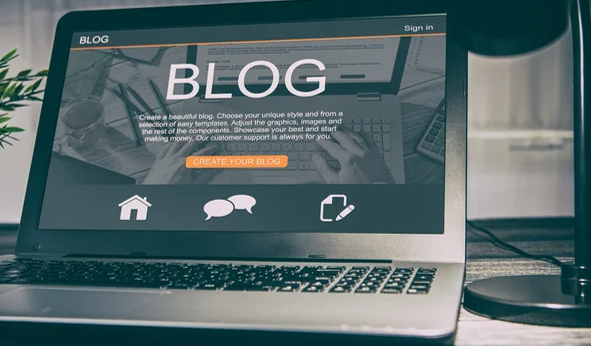 BLOG
Sign in
BLOG
Create a beautiful blog. Choose your unique style and from a
selection of easy templates. Adjust the graphics, images and
the rest of the components. Showcase your best and start
making money. Our customer support is always for you.
CREATE YOUR BLOG